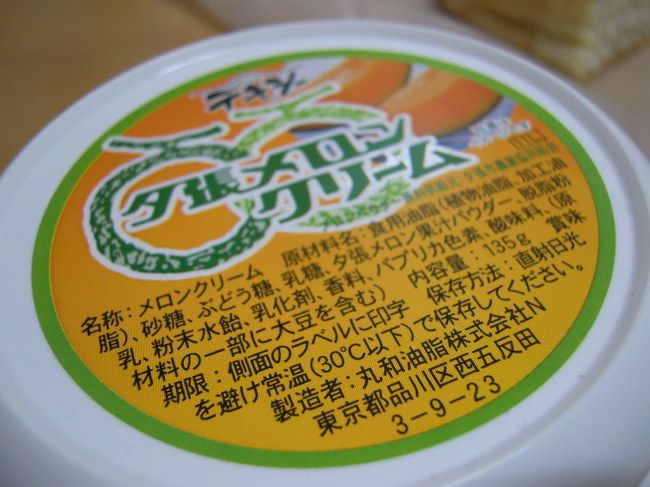 夕張メロン
クリーム
名称：メロンクリーム　原材料名：食用油脂（植物油脂、加工油
脂）、砂糖、ぶどう糖、乳糖、夕張メロン果汁パウダー、脱脂粉
乳、粉末水飴、乳化剤、香料、パプリカ色素、酸味料、（原
材料の一部に大豆を含む）　内容量：135g　賞味
期限：側面のラベルに印字　保存方法：直射日光
を避け常温（30℃以下）で保存してください。
製造者：丸和油脂株式会社N
東京都品川区西五反田
3-9-23